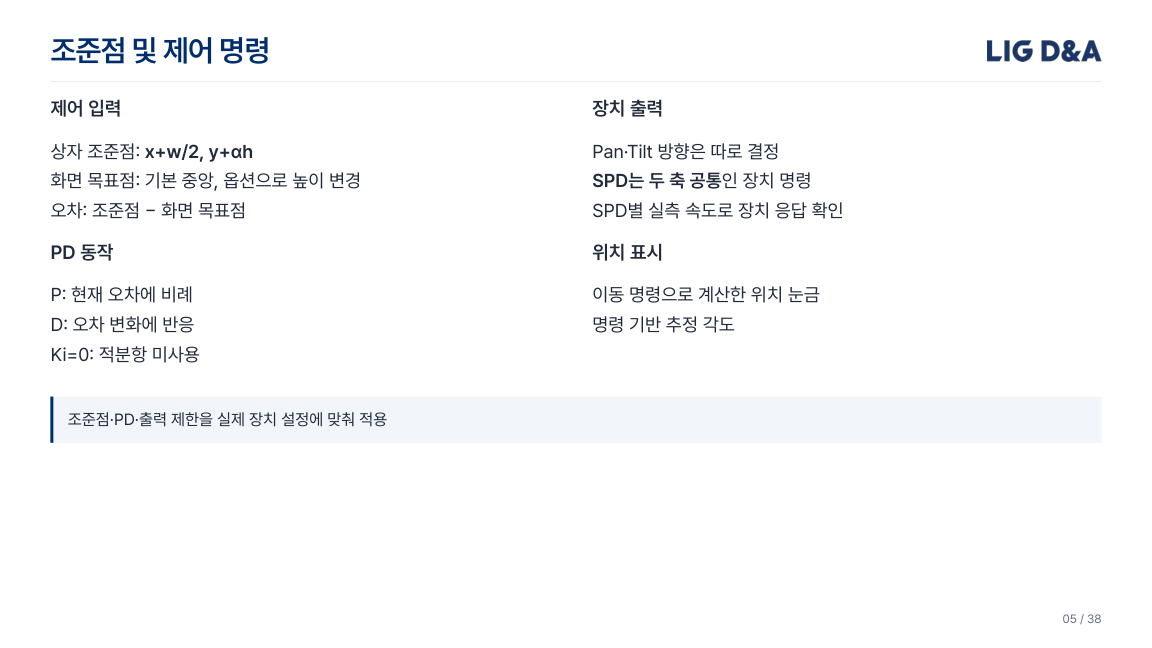 조준점 및 제어 명령
LIG D&A
제어 입력
상자 조준점: x+w/2, y+αh
화면 목표점: 기본 중앙, 옵션으로 높이 변경
오차: 조준점 − 화면 목표점
PD 동작
P: 현재 오차에 비례
D: 오차 변화에 반응
Ki=0: 적분항 미사용
장치 출력
Pan·Tilt 방향은 따로 결정
SPD는 두 축 공통인 장치 명령
SPD별 실측 속도로 장치 응답 확인
위치 표시
이동 명령으로 계산한 위치 눈금
명령 기반 추정 각도
조준점·PD·출력 제한을 실제 장치 설정에 맞춰 적용
05 / 38